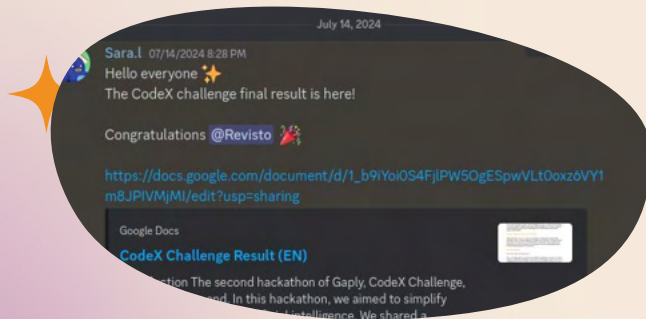 July 14, 2024
Sara.l 07/14/2024 8:28 PM
Hello everyone ✨
The CodeX challenge final result is here!
Congratulations @Revisto 🎉
https://docs.google.com/document/d/1_b9iYoi0S4FjlPW5OgESpwVLt0oxz6VY1
m8JPIVMjMI/edit?usp=sharing
Google Docs
CodeX Challenge Result (EN)
The second hackathon of Gaply, CodeX Challenge,
In this hackathon, we aimed to simplify
intelligence. We shared a